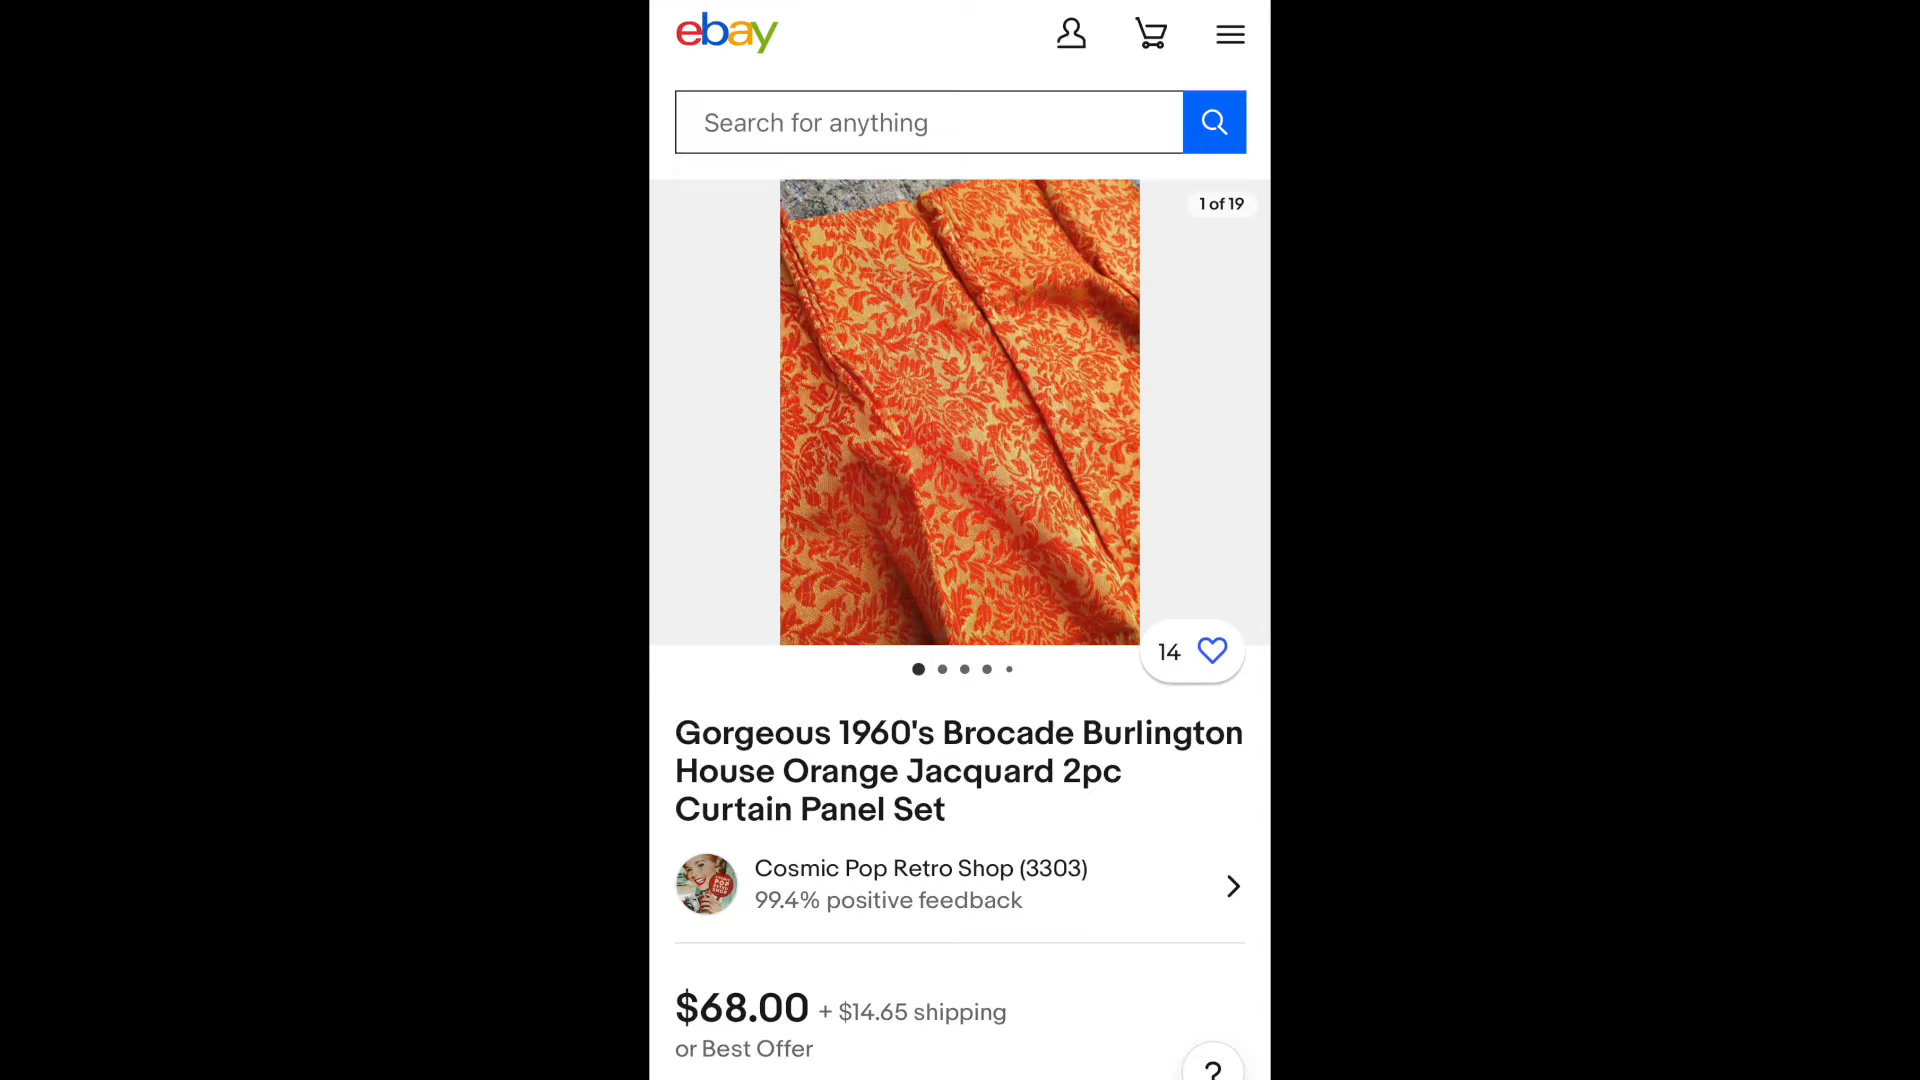 ebay
Search for anything
1 of 19
14
Gorgeous 1960's Brocade Burlington
House Orange Jacquard 2pc
Curtain Panel Set
Cosmic Pop Retro Shop (3303)
99.4% positive feedback
$68.00 + $14.65 shipping
or Best Offer
?